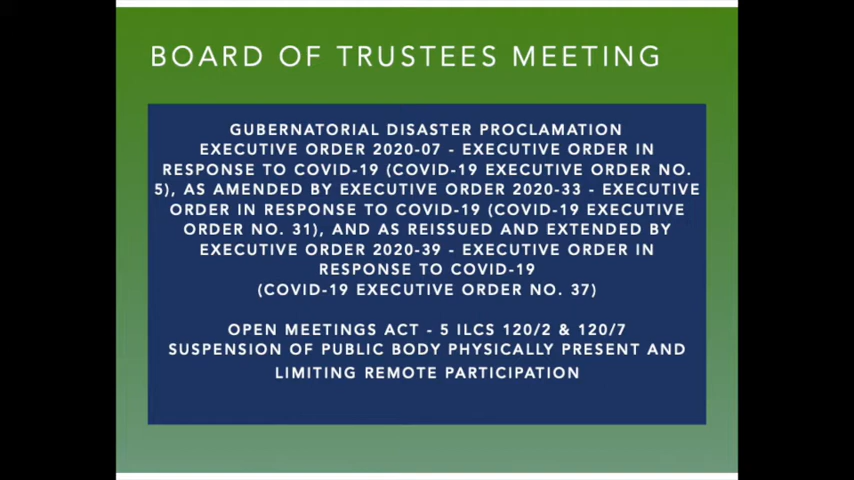 BOARD OF TRUSTEES MEETING
GUBERNATORIAL DISASTER PROCLAMATION
EXECUTIVE ORDER 2020-07 - EXECUTIVE ORDER IN
RESPONSE TO COVID-19 (COVID-19 EXECUTIVE ORDER NO.
5), AS AMENDED BY EXECUTIVE ORDER 2020-33 - EXECUTIVE
ORDER IN RESPONSE TO COVID-19 (COVID-19 EXECUTIVE
ORDER NO. 31), AND AS REISSUED AND EXTENDED BY
EXECUTIVE ORDER 2020-39 - EXECUTIVE ORDER IN
RESPONSE TO COVID-19
(COVID-19 EXECUTIVE ORDER NO. 37)
OPEN MEETINGS ACT - 5 ILCS 120/2 & 120/7
SUSPENSION OF PUBLIC BODY PHYSICALLY PRESENT AND
LIMITING REMOTE PARTICIPATION